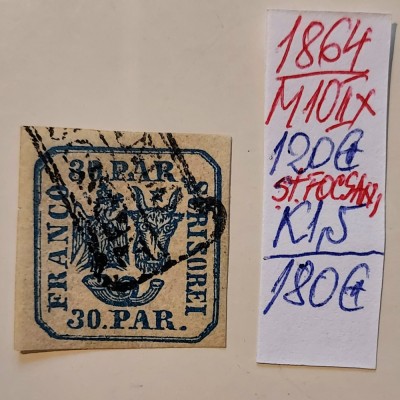 30.PAR
FRANCO
SCRISOREI
30.PAR.
1864
M10IIX
120€
ST.FOCSANI,
K1,5
180€